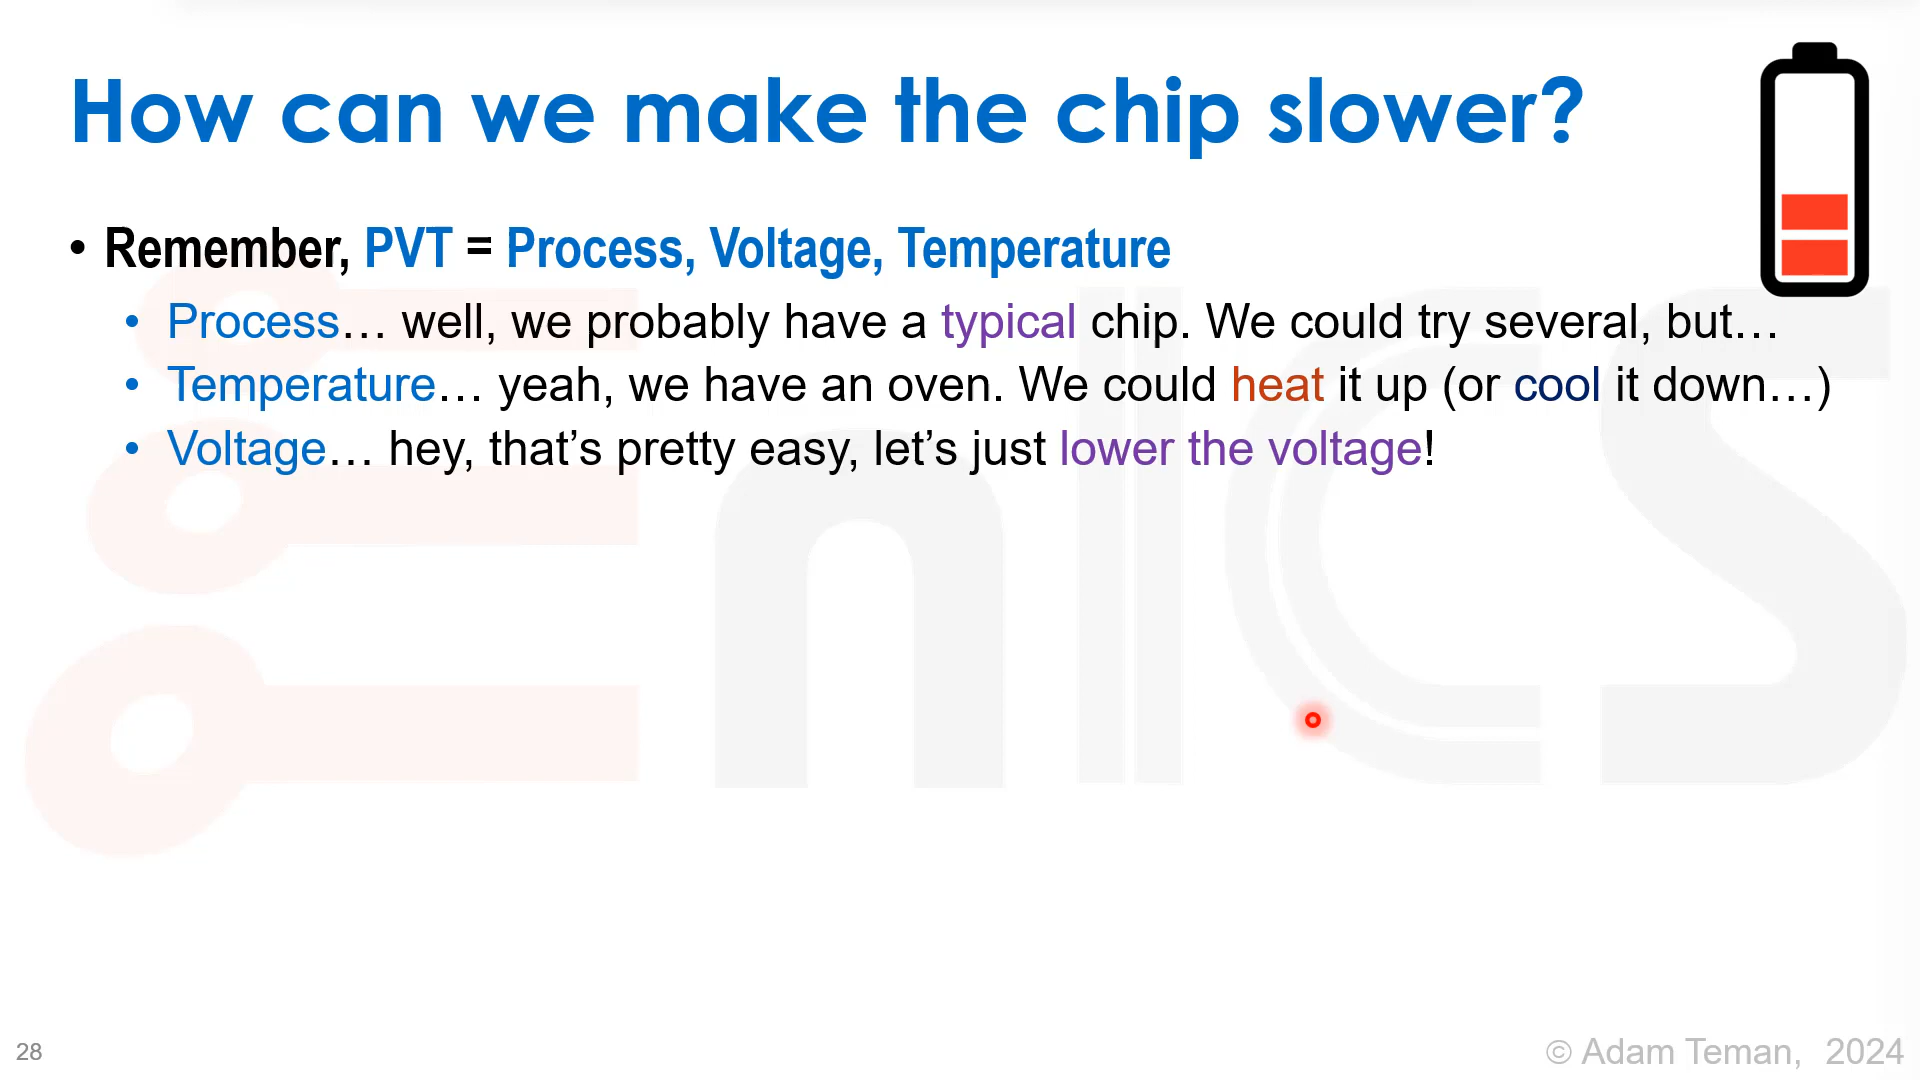 How can we make the chip slower?
• Remember, PVT = Process, Voltage, Temperature
• Process… well, we probably have a typical chip. We could try several, but…
• Temperature… yeah, we have an oven. We could heat it up (or cool it down…)
• Voltage… hey, that’s pretty easy, let’s just lower the voltage!
EnICS
28
© Adam Teman, 2024